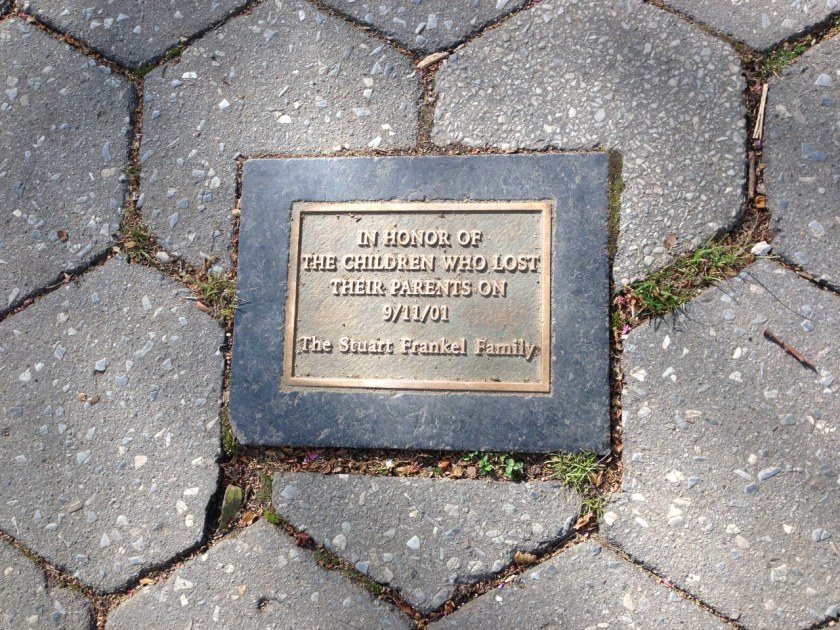 IN HONOR OF
THE CHILDREN WHO LOST
THEIR PARENTS ON
9/11/01
The Stuart Frankel Family